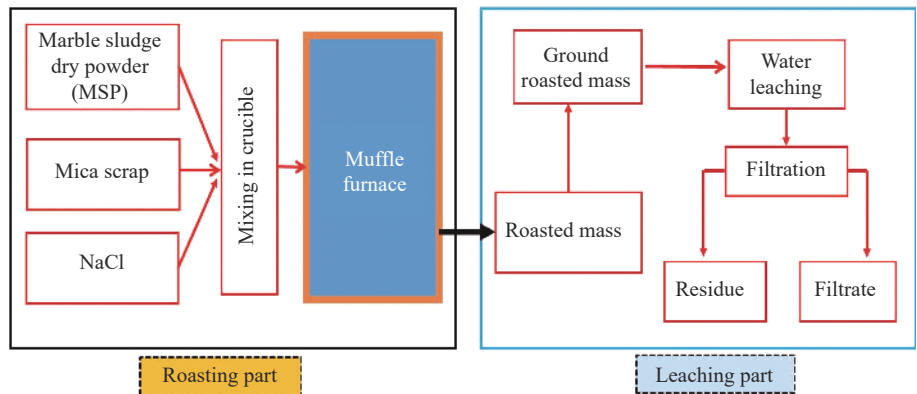 Marble sludge
dry powder
(MSP)
Mica scrap
NaCl
Mixing in crucible
Muffle
furnace
Roasting part
Roasted mass
Ground
roasted mass
Water
leaching
Filtration
Residue
Filtrate
Leaching part